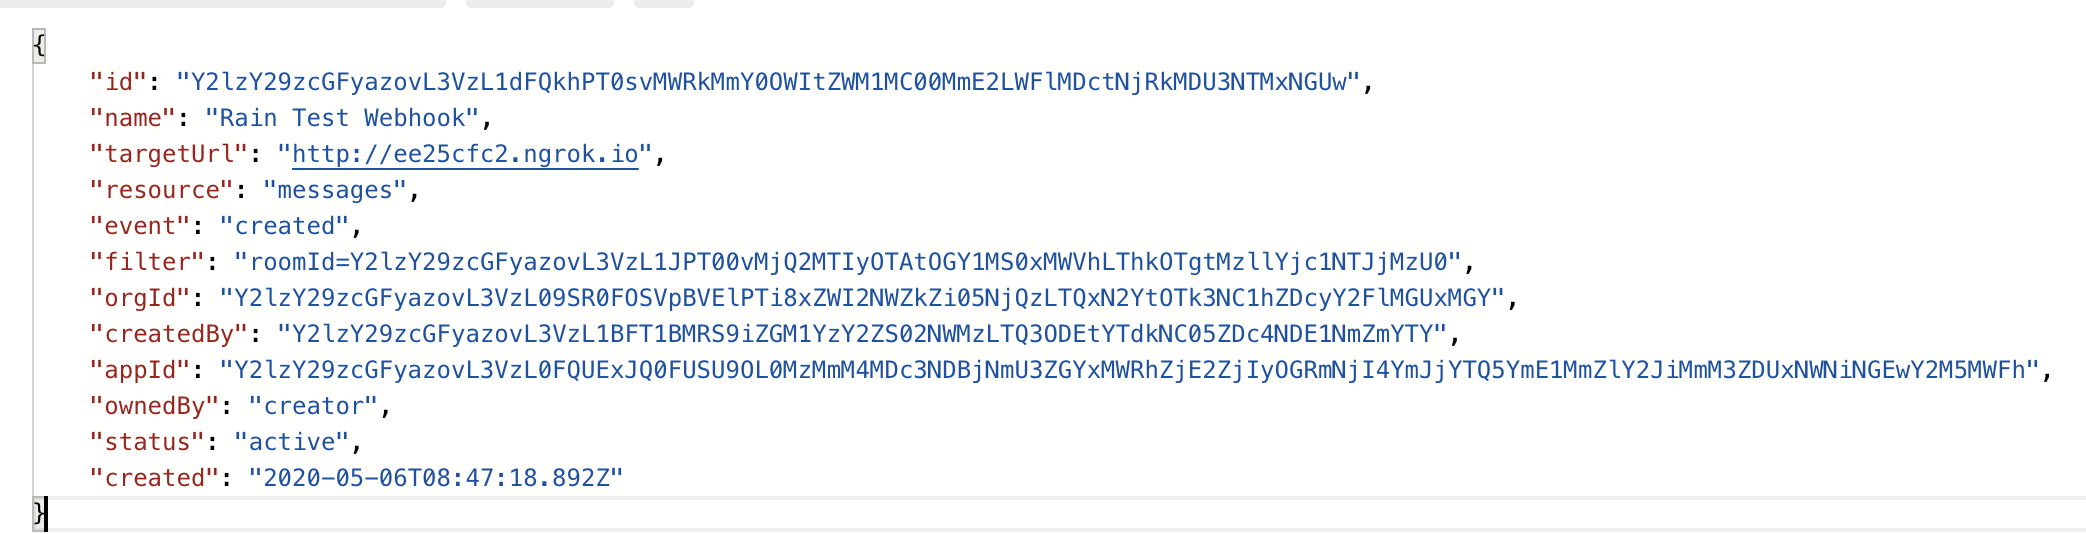 {
"id": "Y2lzY29zcGFyazovL3VzL1dFQkhPT0svMWRkMmY0OWItZWM1MC00MmE2LWFlMDctNjRkMDU3NTMxNGUw",
"name": "Rain Test Webhook",
"targetUrl": "http://ee25cfc2.ngrok.io",
"resource": "messages",
"event": "created",
"filter": "roomId=Y2lzY29zcGFyazovL3VzL1JPT00vMjQ2MTIyOTAtOGY1MS0xMWVhLThkOTgtMzllYjc1NTJjMzU0",
"orgId": "Y2lzY29zcGFyazovL3VzL09SR0FOSVpBVElPTi8xZWI2NWZkZi05NjQzLTQxN2YtOTk3NC1hZDcyY2FlMGUxMGY",
"createdBy": "Y2lzY29zcGFyazovL3VzL1BFT1BMRS9iZGM1YzY2ZS02NWMzLTQ3ODEtYTdkNC05ZDc4NDE1NmZmYTY",
"appId": "Y2lzY29zcGFyazovL3VzL0FQUExJQ0FUSU9OL0MzMmM4MDc3NDBjNmU3ZGYxMWRhZjE2ZjIyOGRmNjI4YmJjYTQ5YmE1MmZlY2JiMmM3ZDUxNWNiNGEwY2M5MWFh",
"ownedBy": "creator",
"status": "active",
"created": "2020-05-06T08:47:18.892Z"
}